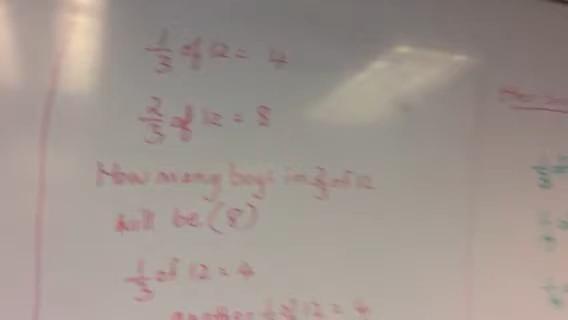 1/3 of 12 = 4
2/3 of 12 = 8
How many boys in 2/3 of 12
will be (8)
1/3 of 12 = 4
another 1/3 of 12 = 4